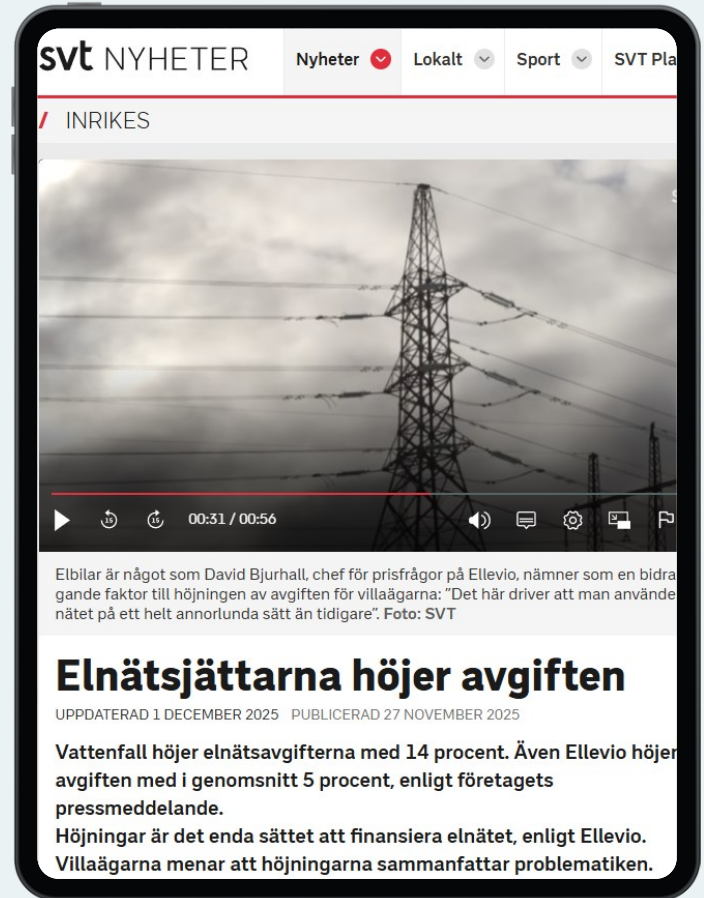 svt NYHETER
Nyheter Lokalt Sport SVT Pla
/ INRIKES
15 15 00:31 / 00:56
Elbilar är något som David Bjurhall, chef för prisfrågor på Ellevio, nämner som en bidra
gande faktor till höjningen av avgiften för villaägarna: "Det här driver att man använde
nätet på ett helt annorlunda sätt än tidigare". Foto: SVT
Elnätsjättarna höjer avgiften
UPPDATERAD 1 DECEMBER 2025 PUBLICERAD 27 NOVEMBER 2025
Vattenfall höjer elnätsavgifterna med 14 procent. Även Ellevio höjer
avgiften med i genomsnitt 5 procent, enligt företagets
pressmeddelande.
Höjningar är det enda sättet att finansiera elnätet, enligt Ellevio.
Villaägarna menar att höjningarna sammanfattar problematiken.